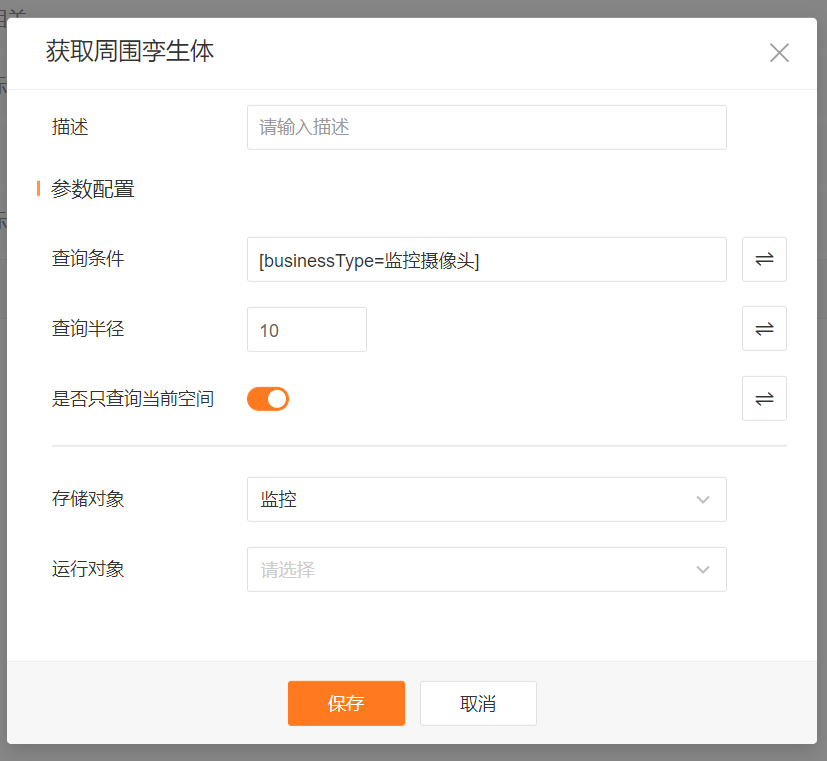 获取周围孪生体
描述
请输入描述
参数配置
查询条件
[businessType=监控摄像头]
查询半径
10
是否只查询当前空间
存储对象
监控
运行对象
请选择
保存
取消